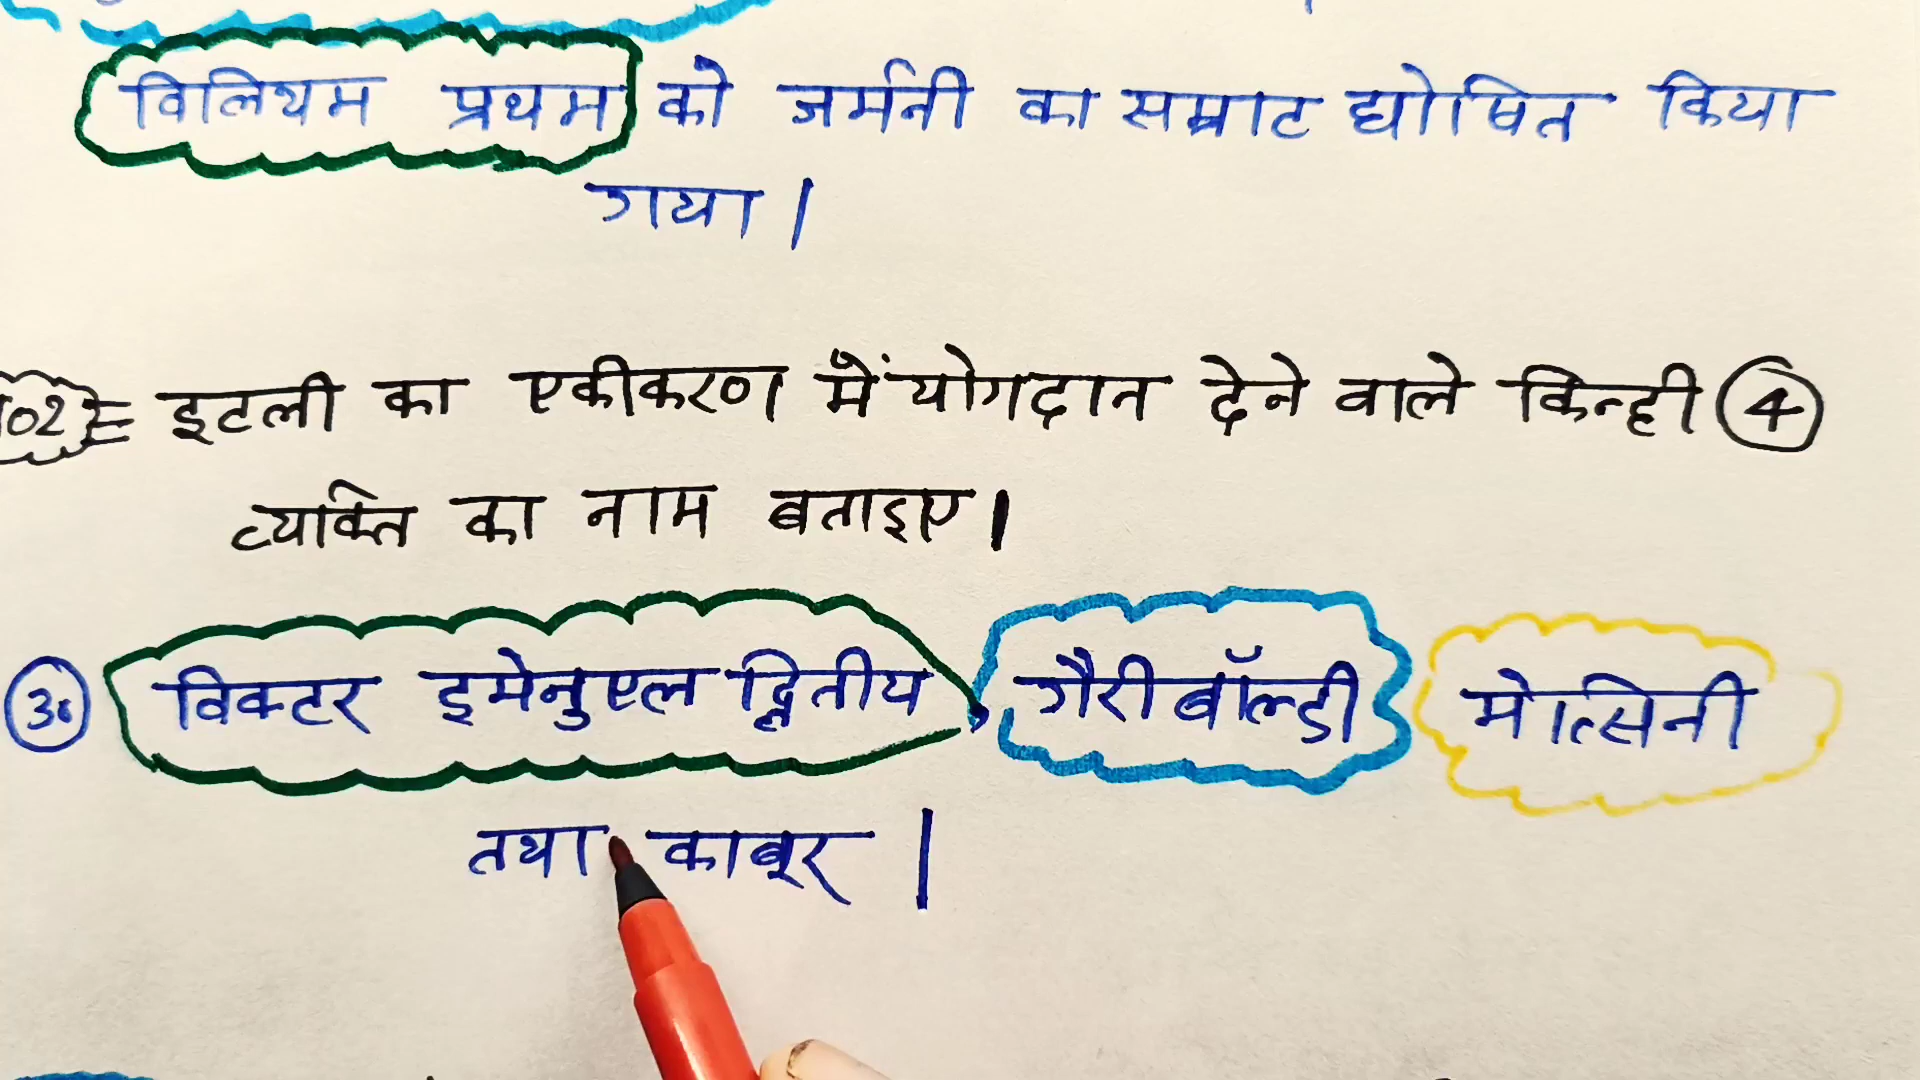 विलियम प्रथम को जर्मनी का सम्राट घोषित किया
गया।
02 = इटली का एकीकरण में योगदान देने वाले किन्ही 4
व्यक्ति का नाम बताइए।
उ॰ विक्टर इमेनुएल द्वितीय, गैरीबॉल्डी मेात्सिनी
तथा काबूर |